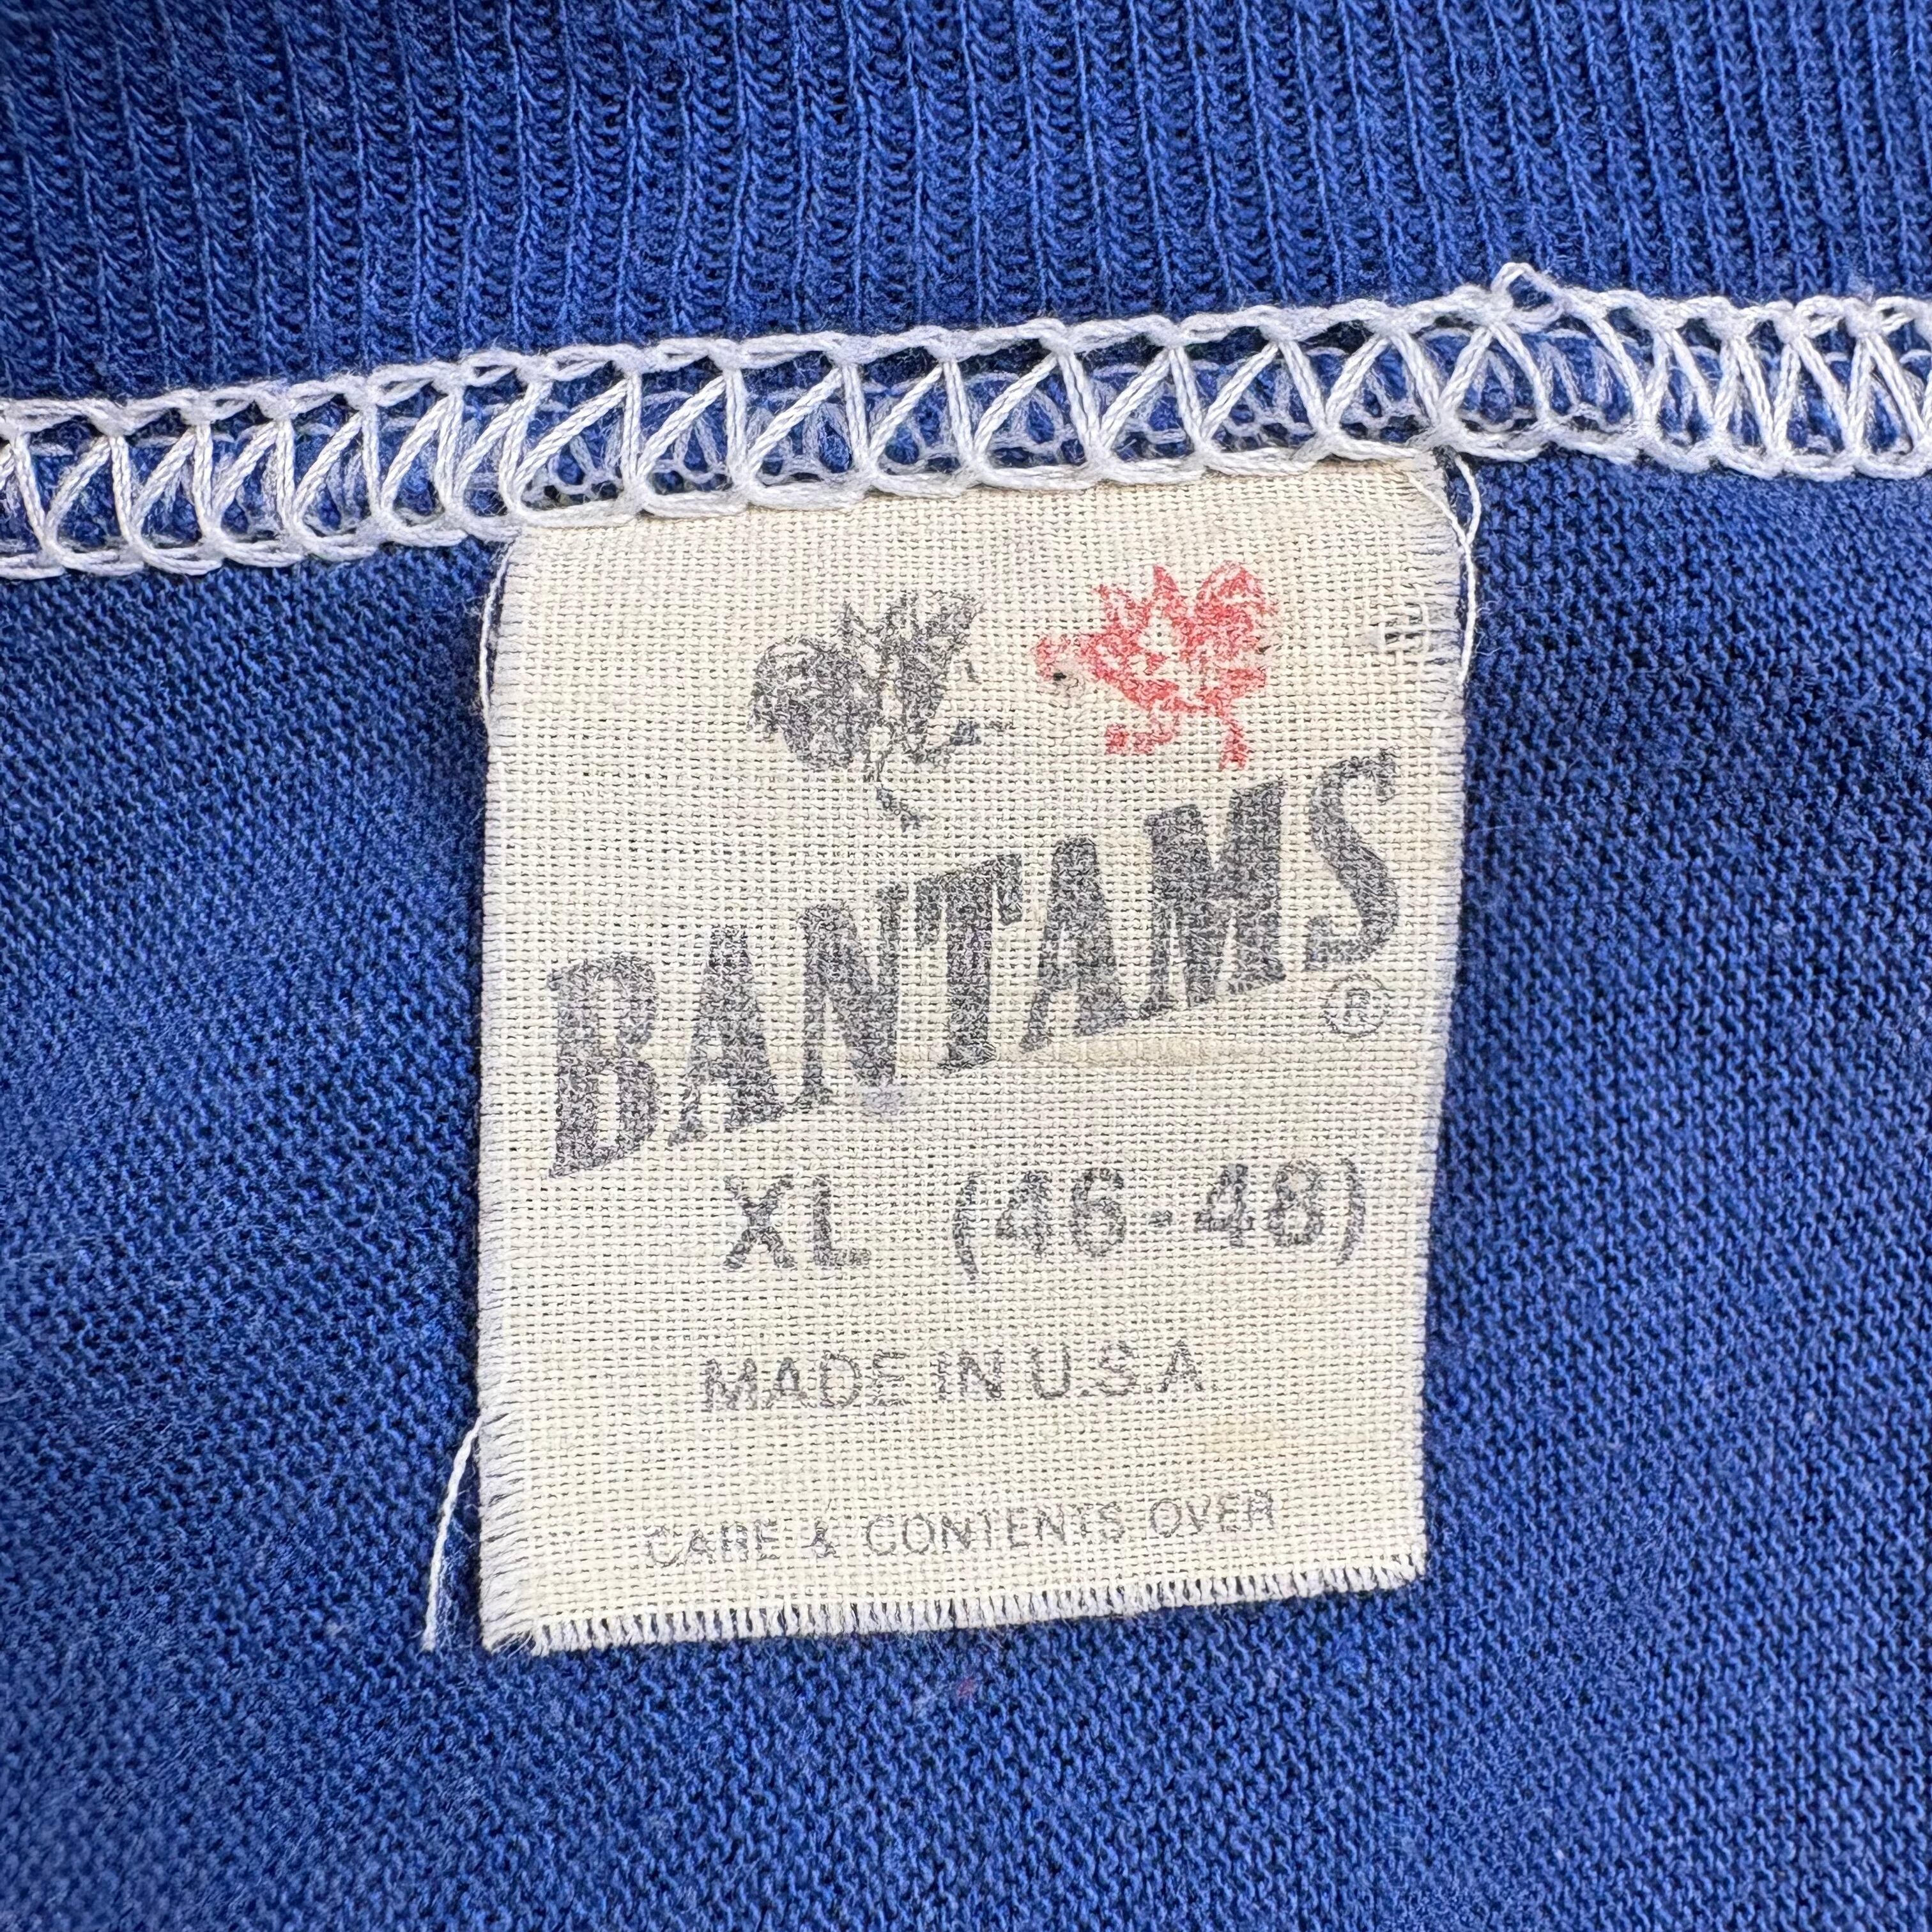 BANTAMS
®
XL (46-48)
MADE IN U.S.A.
CARE & CONTENTS OVER